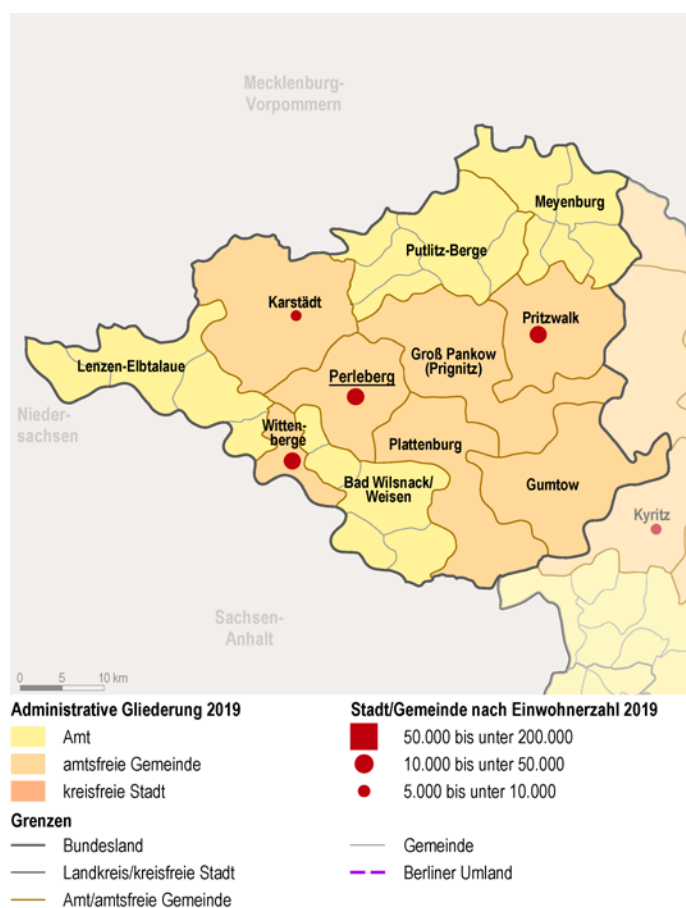 Mecklenburg-
Vorpommern
Meyenburg
Putlitz-Berge
Karstädt
Pritzwalk
Groß Pankow
(Prignitz)
Lenzen-Elbtalaue
Perleberg
Nieder-
sachsen
Witten-
berge
Plattenburg
Bad Wilsnack/
Weisen
Gumtow
Kyritz
Sachsen-
Anhalt
0 5 10 km
Administrative Gliederung 2019
Amt
amtsfreie Gemeinde
kreisfreie Stadt
Stadt/Gemeinde nach Einwohnerzahl 2019
50.000 bis unter 200.000
10.000 bis unter 50.000
5.000 bis unter 10.000
Grenzen
Bundesland
Landkreis/kreisfreie Stadt
Amt/amtsfreie Gemeinde
Gemeinde
Berliner Umland